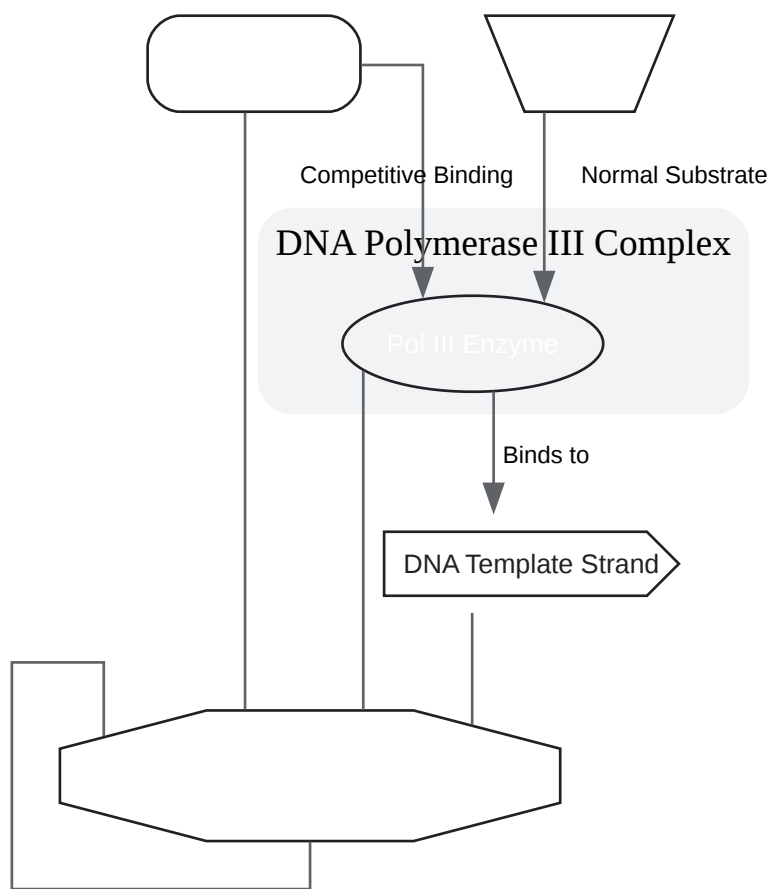 Competitive Binding
Normal Substrate
DNA Polymerase III Complex
Pol III Enzyme
Binds to
DNA Template Strand